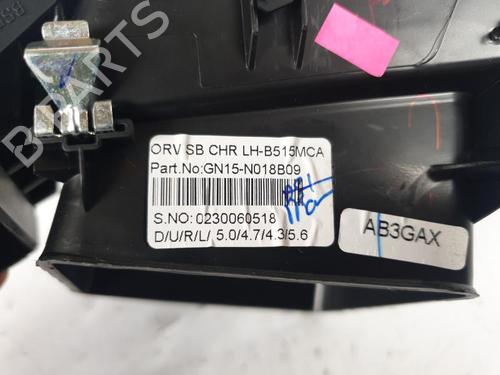 B-PARTS
ORV SB CHR LH-B515MCA
Part.No:GN15-N018B09
S.NO: 0230060518
D/U/R/L/ 5.0/4.7/4.3/5.6
AB3GAX